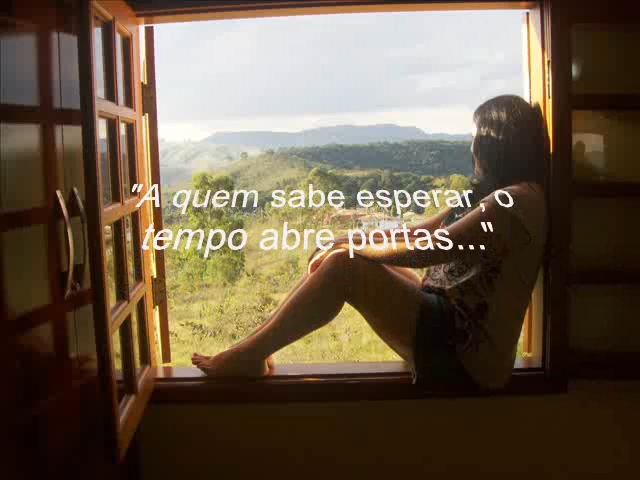 "A quem sabe esperar , o
tempo abre portas..."